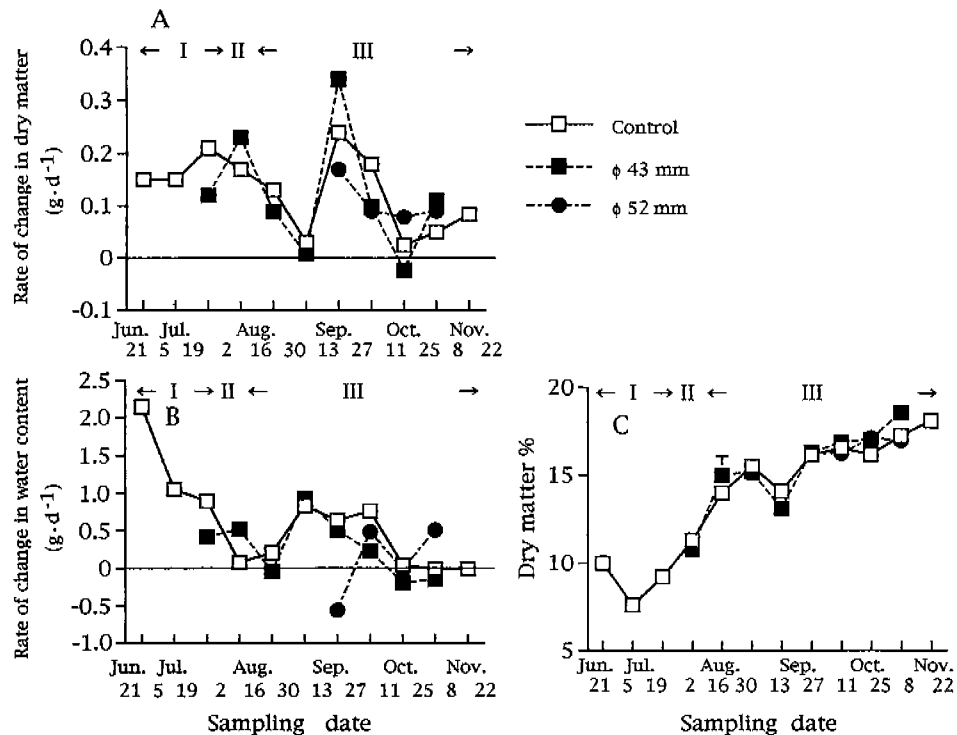 A
Rate of change in dry matter
(g·d⁻¹)
0.4
0.3
0.2
0.1
0
-0.1
← I → II ← III →
Jun. Jul. Aug. Sep. Oct. Nov.
21 5 19 2 16 30 13 27 11 25 8 22
Control
ϕ 43 mm
ϕ 52 mm
B
Rate of change in water content
(g·d⁻¹)
2.5
2.0
1.5
1.0
0.5
0
-0.5
-1.0
← I → II ← III →
Jun. Jul. Aug. Sep. Oct. Nov.
21 5 19 2 16 30 13 27 11 25 8 22
Sampling date
C
Dry matter %
20
15
10
5
← I → II ← III →
Jun. Jul. Aug. Sep. Oct. Nov.
21 5 19 2 16 30 13 27 11 25 8 22
Sampling date